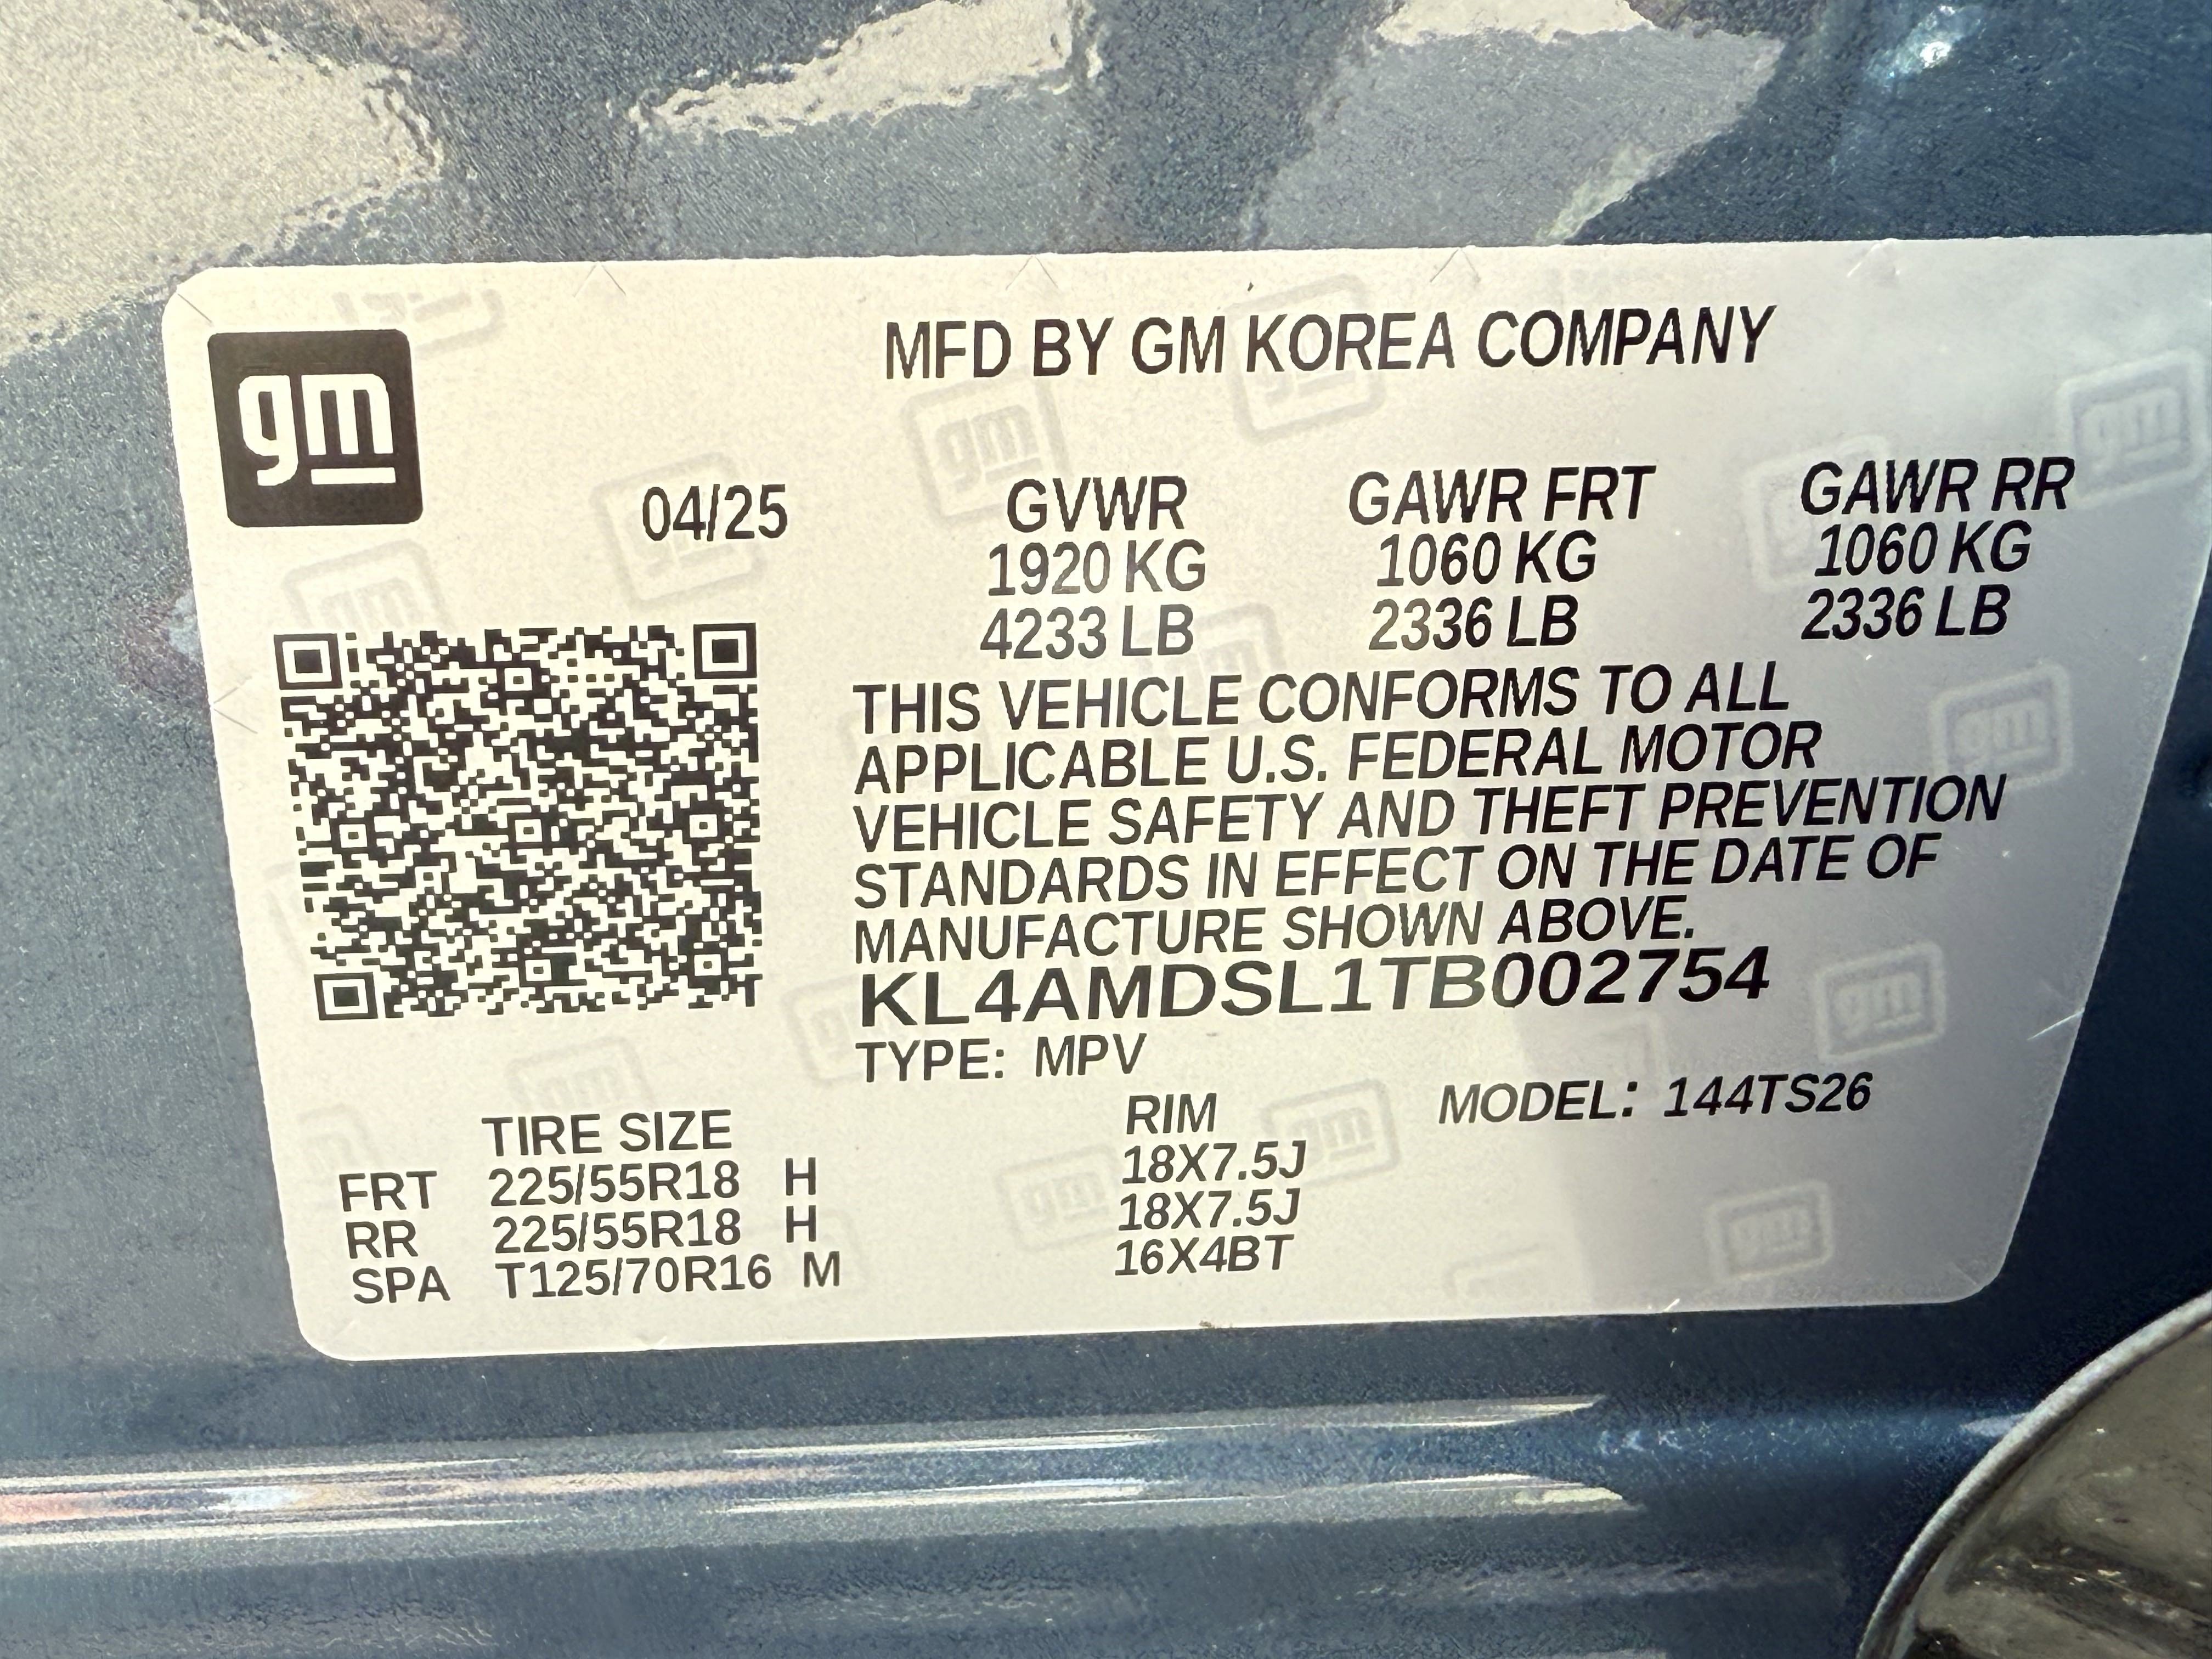 gm
MFD BY GM KOREA COMPANY
04/25
GVWR GAWR FRT GAWR RR
1920 KG 1060 KG 1060 KG
4233 LB 2336 LB 2336 LB
THIS VEHICLE CONFORMS TO ALL
APPLICABLE U.S. FEDERAL MOTOR
VEHICLE SAFETY AND THEFT PREVENTION
STANDARDS IN EFFECT ON THE DATE OF
MANUFACTURE SHOWN ABOVE.
KL4AMDSL1TB002754
TYPE: MPV
MODEL: 144TS26
TIRE SIZE RIM
FRT 225/55R18 H 18X7.5J
RR 225/55R18 H 18X7.5J
SPA T125/70R16 M 16X4BT